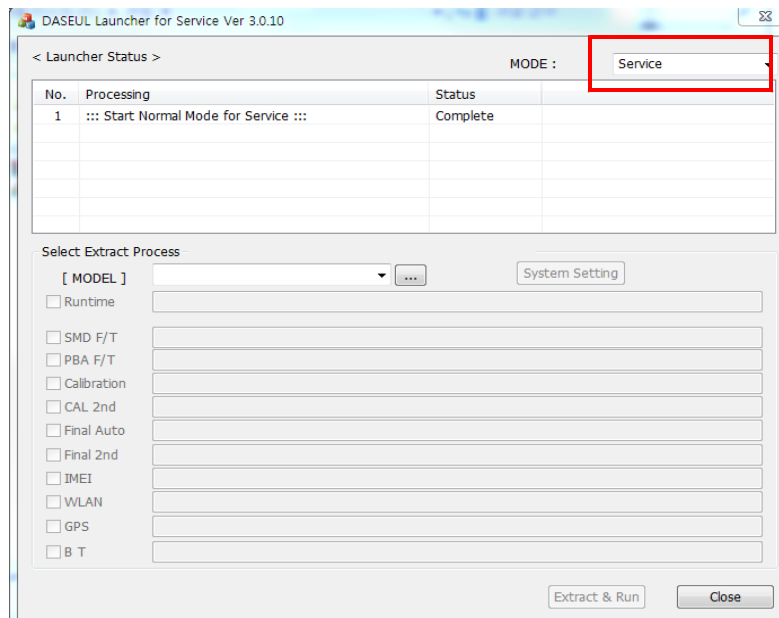 DASEUL Launcher for Service Ver 3.0.10
< Launcher Status >
MODE : Service
No. Processing Status
1 ::: Start Normal Mode for Service ::: Complete
Select Extract Process
[ MODEL ] ... System Setting
Runtime
SMD F/T
PBA F/T
Calibration
CAL 2nd
Final Auto
Final 2nd
IMEI
WLAN
GPS
B T
Extract & Run Close